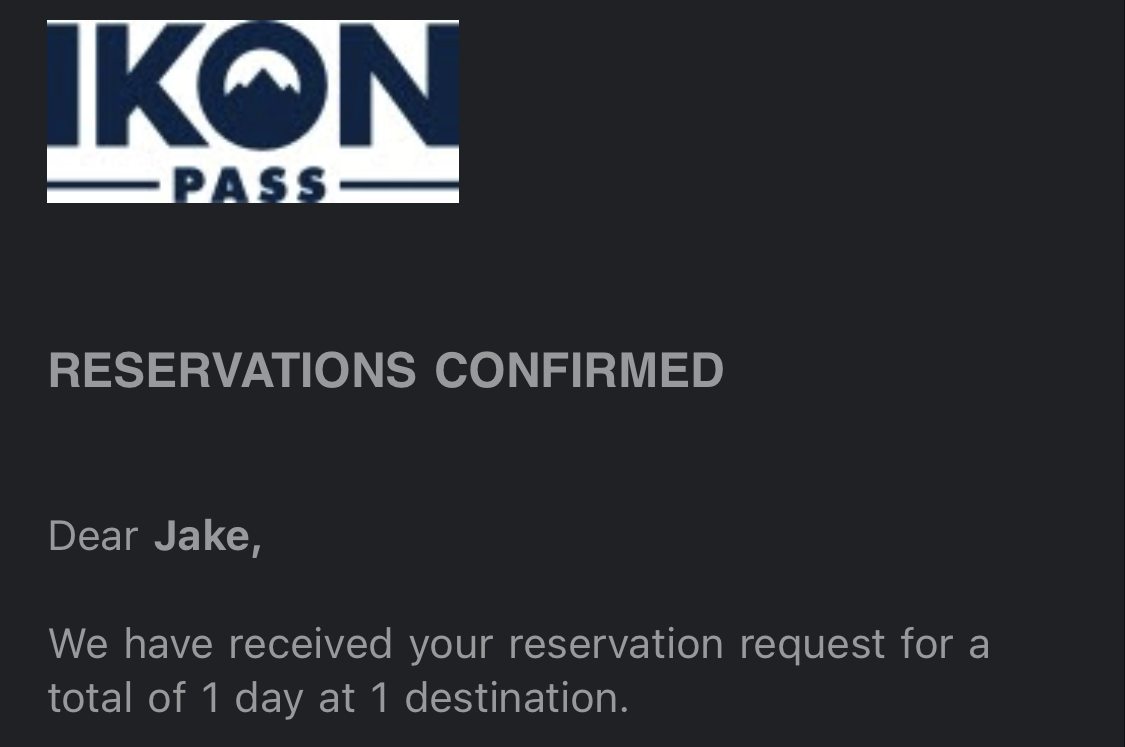 IKON
PASS
RESERVATIONS CONFIRMED
Dear Jake,
We have received your reservation request for a
total of 1 day at 1 destination.